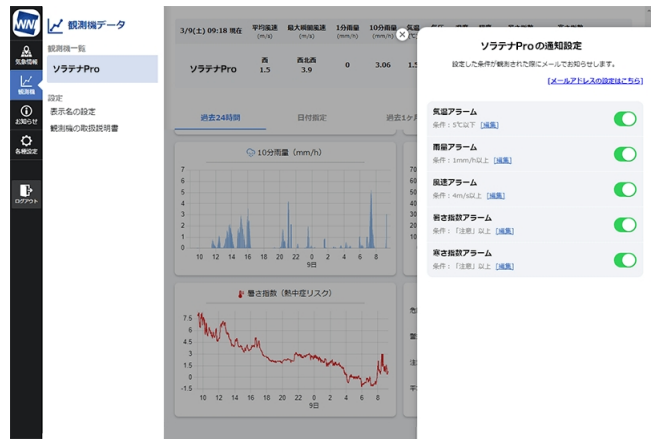 WN
気象情報
観測機
お知らせ
各種設定
ログアウト
観測機データ
観測機一覧
ソラテナPro
設定
表示名の設定
観測機の取扱説明書
3/9(土) 09:18 現在
平均風速
(m/s)
最大瞬間風速
(m/s)
1分雨量
(mm/h)
10分雨量
(mm/h)
気温
ソラテナPro
西
1.5
西北西
3.9
0
3.06
1.5
過去24時間
日付指定
過去1ヶ月
10分雨量（mm/h）
7
6
5
4
3
2
1
0
10 12 14 16 18 20 22 0 2 4 6 8
9日
暑さ指数（熱中症リスク）
7.5
6
4.5
3
1.5
0
-1.5
10 12 14 16 18 20 22 0 2 4 6 8
9日
ソラテナProの通知設定
設定した条件が観測された際にメールでお知らせします。
[メールアドレスの設定はこちら]
気温アラーム
条件：5℃以下 [編集]
雨量アラーム
条件：1mm/h以上 [編集]
風速アラーム
条件：4m/s以上 [編集]
暑さ指数アラーム
条件：「注意」以上 [編集]
寒さ指数アラーム
条件：「注意」以上 [編集]